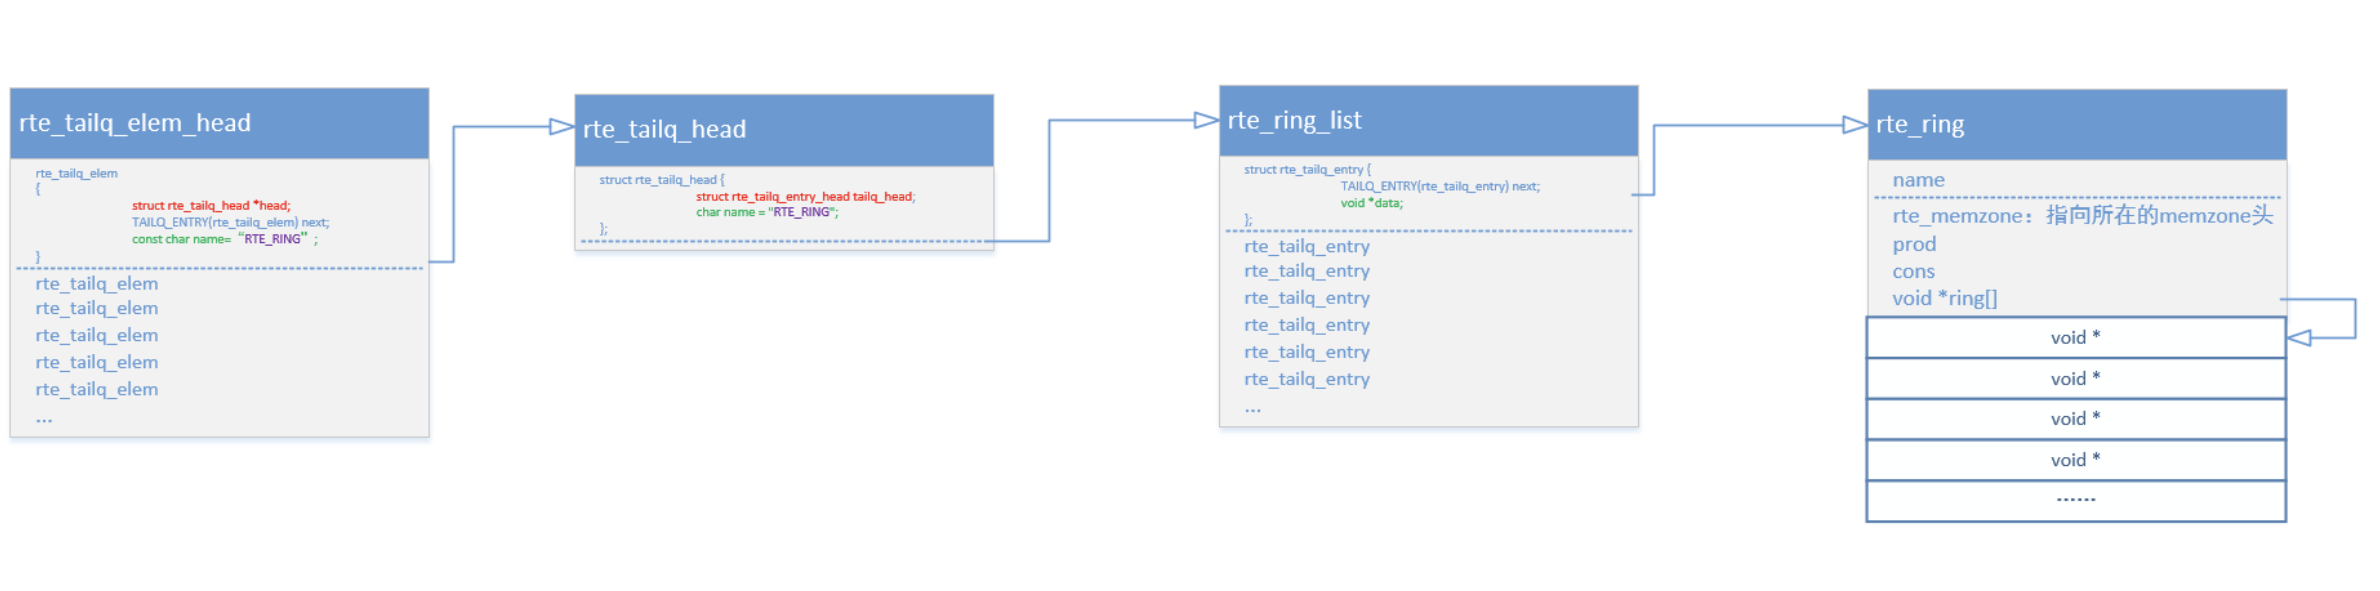 rte_tailq_elem_head
rte_tailq_elem
{
struct rte_tailq_head *head;
TAILQ_ENTRY(rte_tailq_elem) next;
const char name= “RTE_RING” ;
}
rte_tailq_elem
rte_tailq_elem
rte_tailq_elem
rte_tailq_elem
rte_tailq_elem
...
rte_tailq_head
struct rte_tailq_head {
struct rte_tailq_entry_head tailq_head;
char name = "RTE_RING";
};
rte_ring_list
struct rte_tailq_entry {
TAILQ_ENTRY(rte_tailq_entry) next;
void *data;
};
rte_tailq_entry
rte_tailq_entry
rte_tailq_entry
rte_tailq_entry
rte_tailq_entry
rte_tailq_entry
...
rte_ring
name
rte_memzone：指向所在的memzone头
prod
cons
void *ring[]
void *
void *
void *
void *
......